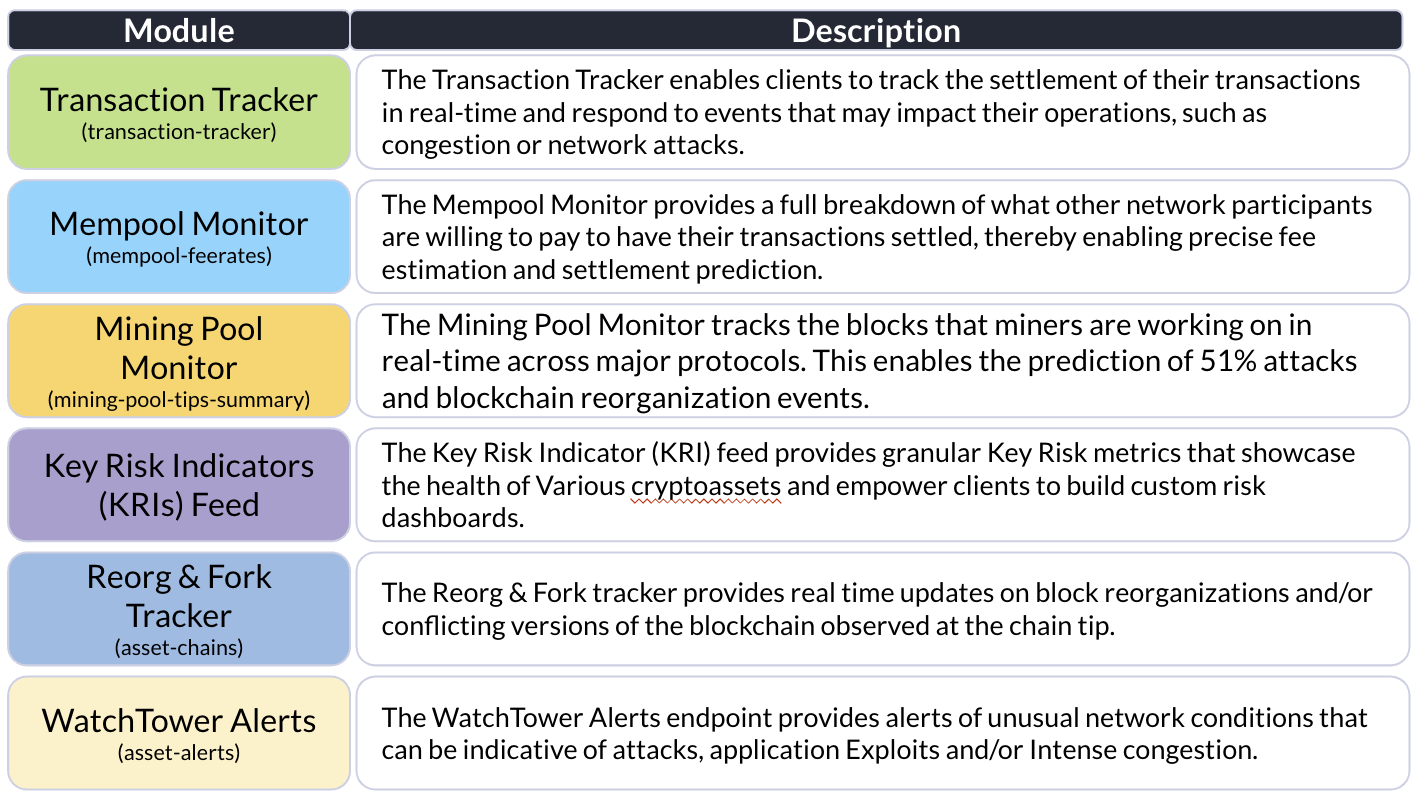 Module
Description
Transaction Tracker
(transaction-tracker)
The Transaction Tracker enables clients to track the settlement of their transactions
in real-time and respond to events that may impact their operations, such as
congestion or network attacks.
Mempool Monitor
(mempool-feerates)
The Mempool Monitor provides a full breakdown of what other network participants
are willing to pay to have their transactions settled, thereby enabling precise fee
estimation and settlement prediction.
Mining Pool
Monitor
(mining-pool-tips-summary)
The Mining Pool Monitor tracks the blocks that miners are working on in
real-time across major protocols. This enables the prediction of 51% attacks
and blockchain reorganization events.
Key Risk Indicators
(KRIs) Feed
The Key Risk Indicator (KRI) feed provides granular Key Risk metrics that showcase
the health of Various cryptoassets and empower clients to build custom risk
dashboards.
Reorg & Fork
Tracker
(asset-chains)
The Reorg & Fork tracker provides real time updates on block reorganizations and/or
conflicting versions of the blockchain observed at the chain tip.
WatchTower Alerts
(asset-alerts)
The WatchTower Alerts endpoint provides alerts of unusual network conditions that
can be indicative of attacks, application Exploits and/or Intense congestion.